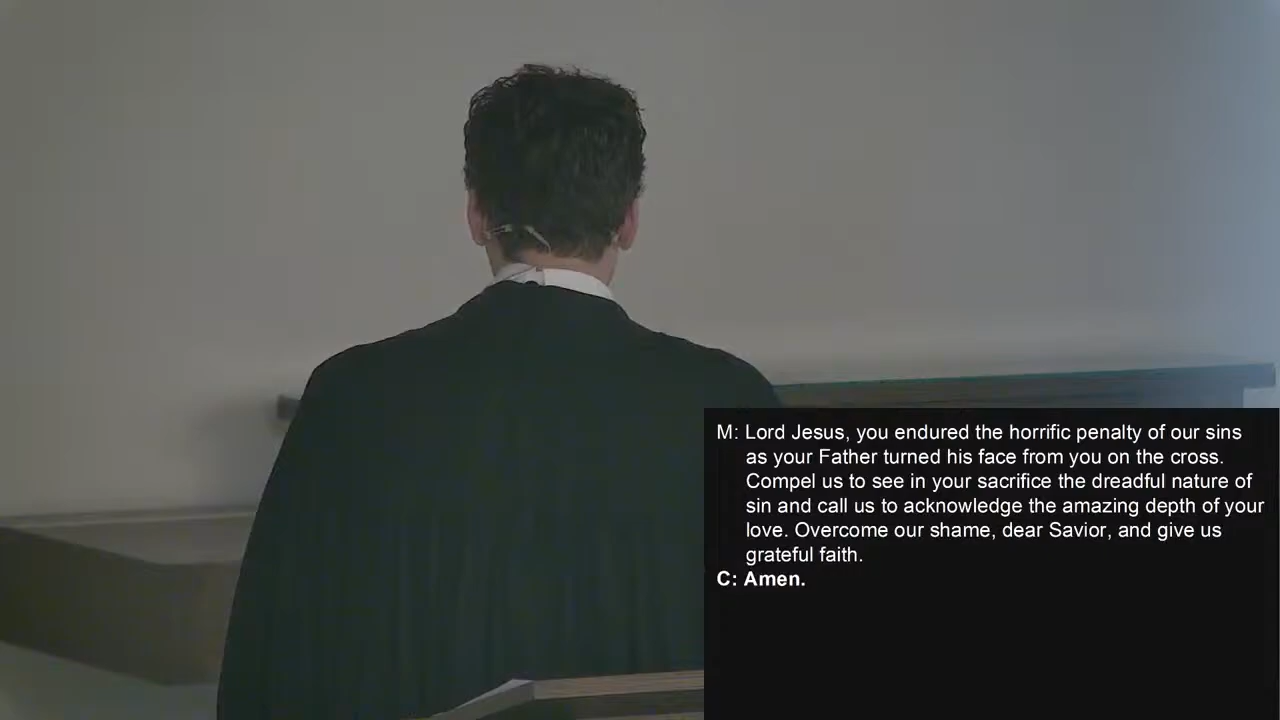 M: Lord Jesus, you endured the horrific penalty of our sins
as your Father turned his face from you on the cross.
Compel us to see in your sacrifice the dreadful nature of
sin and call us to acknowledge the amazing depth of your
love. Overcome our shame, dear Savior, and give us
grateful faith.
C: Amen.